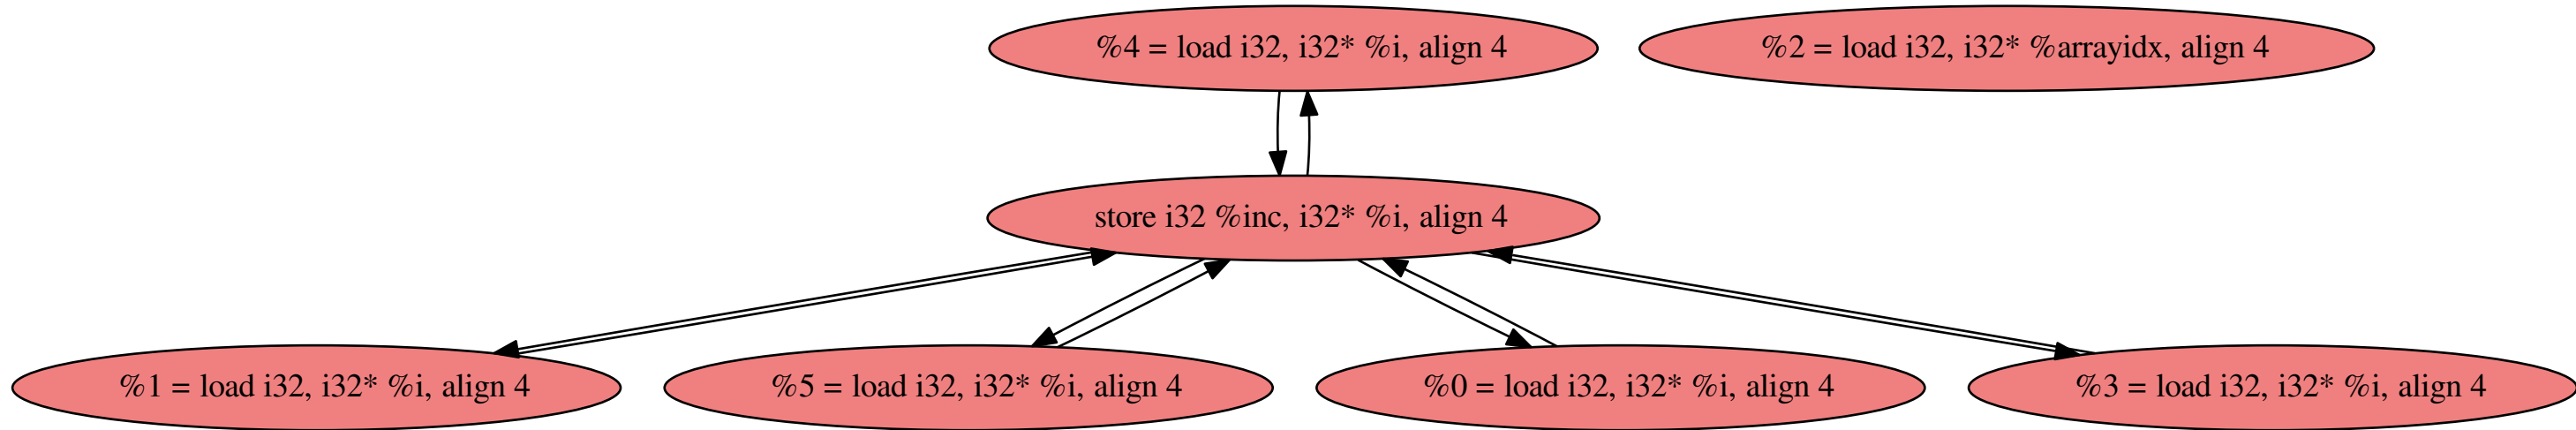 %4 = load i32, i32* %i, align 4
%2 = load i32, i32* %arrayidx, align 4
store i32 %inc, i32* %i, align 4
%1 = load i32, i32* %i, align 4
%5 = load i32, i32* %i, align 4
%0 = load i32, i32* %i, align 4
%3 = load i32, i32* %i, align 4